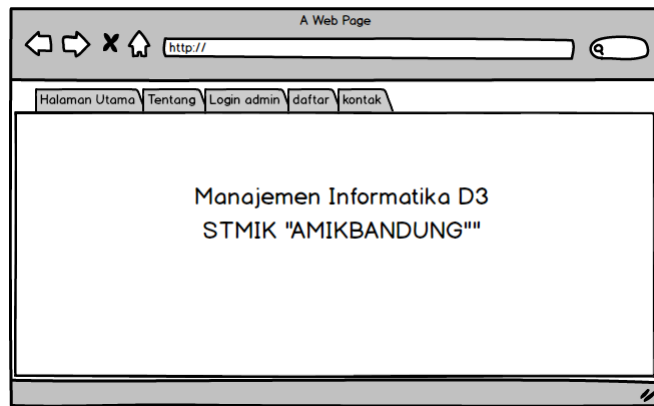 A Web Page
http://
Halaman Utama Tentang Login admin daftar kontak
Manajemen Informatika D3
STMIK "AMIKBANDUNG""